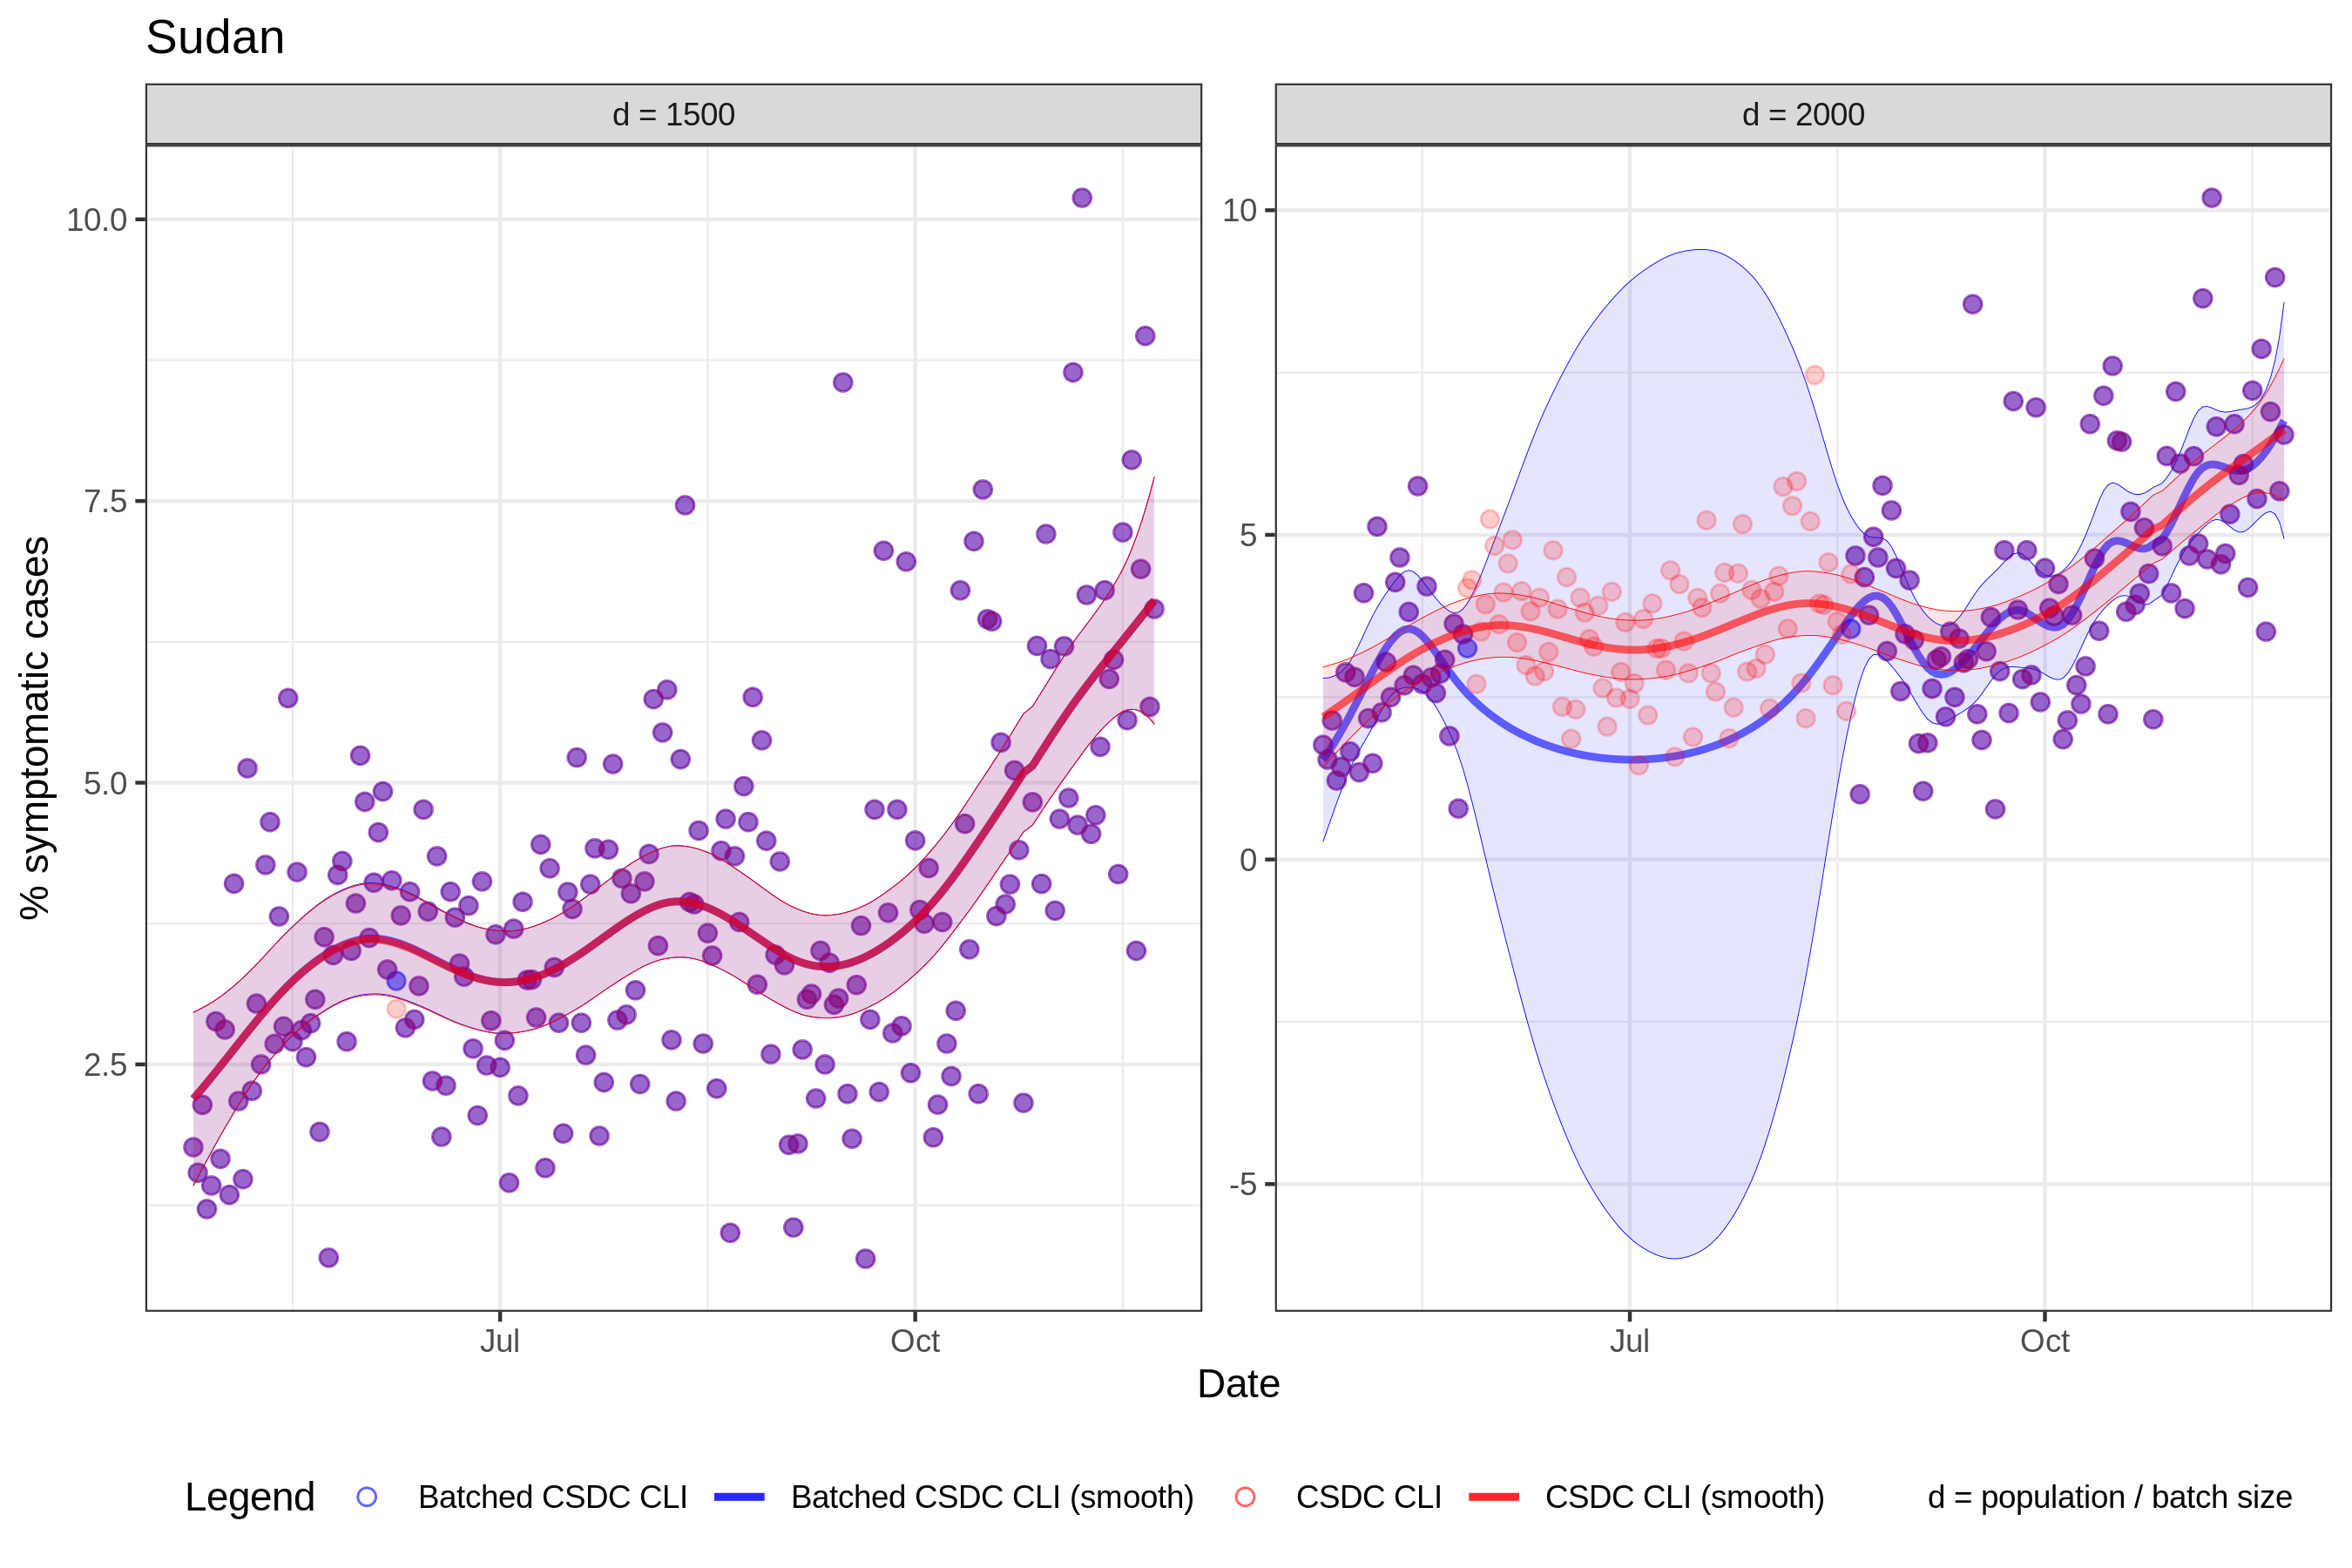 Sudan
d = 1500
d = 2000
10.0
7.5
5.0
2.5
10
5
0
-5
% symptomatic cases
Jul
Oct
Jul
Oct
Date
Legend
Batched CSDC CLI
Batched CSDC CLI (smooth)
CSDC CLI
CSDC CLI (smooth)
d = population / batch size